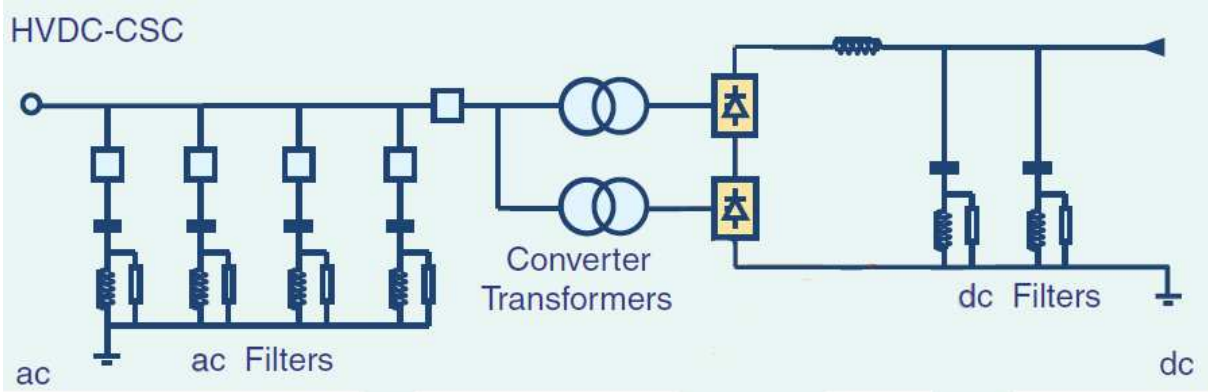 HVDC-CSC
Converter
Transformers
dc Filters
ac Filters
ac
dc